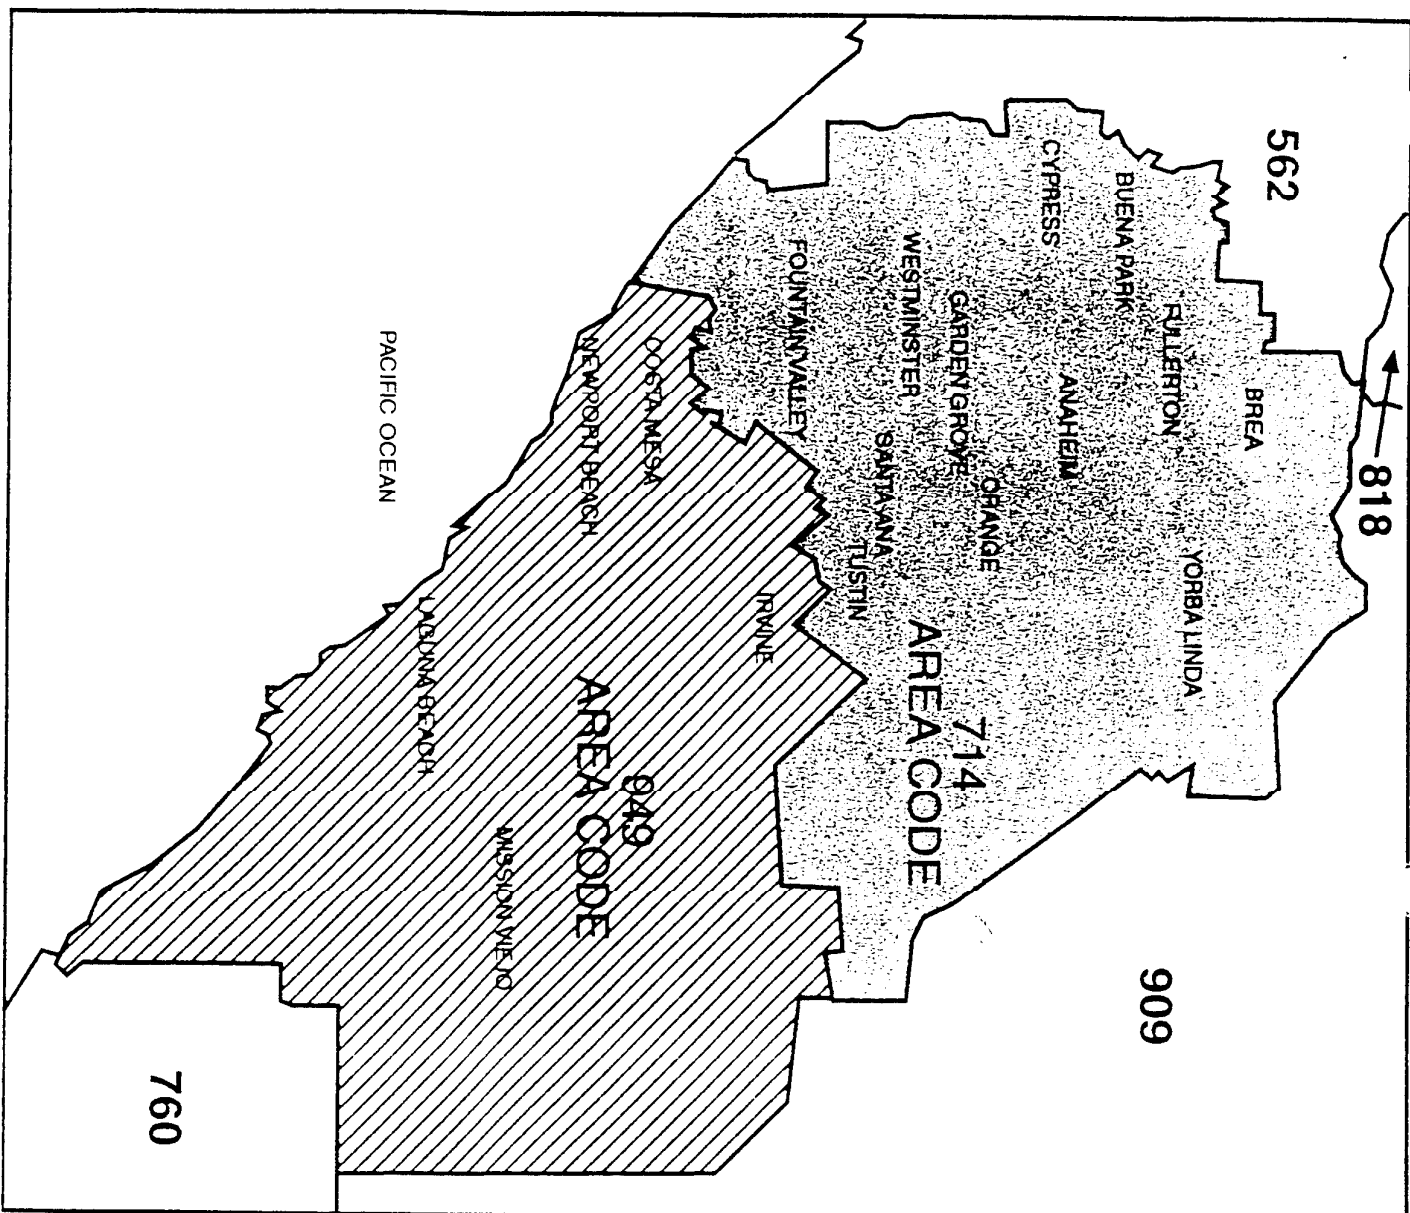 818
562
BREA
YORBA LINDA
FULLERTON
BUENA PARK
ANAHEIM
CYPRESS
ORANGE
GARDEN GROVE
714
AREA CODE
909
WESTMINSTER
SANTA ANA
TUSTIN
FOUNTAIN VALLEY
IRVINE
COSTA MESA
949
AREA CODE
NEWPORT BEACH
MISSION VIEJO
LAGUNA BEACH
PACIFIC OCEAN
760